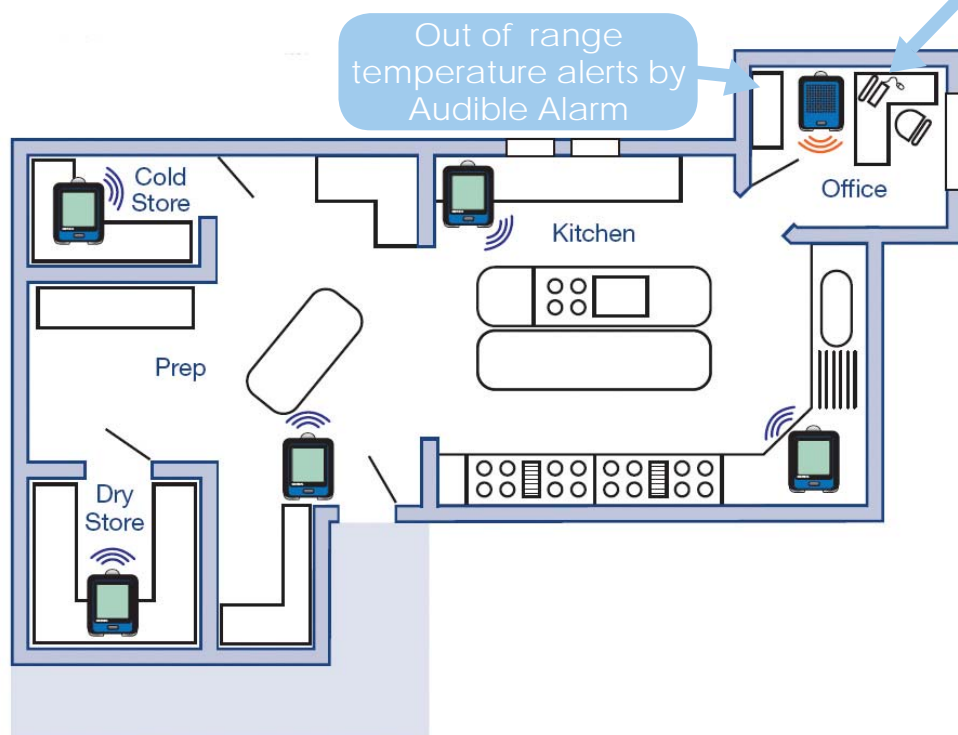 Out of range
temperature alerts by
Audible Alarm
Cold
Store
Kitchen
Office
Prep
Dry
Store